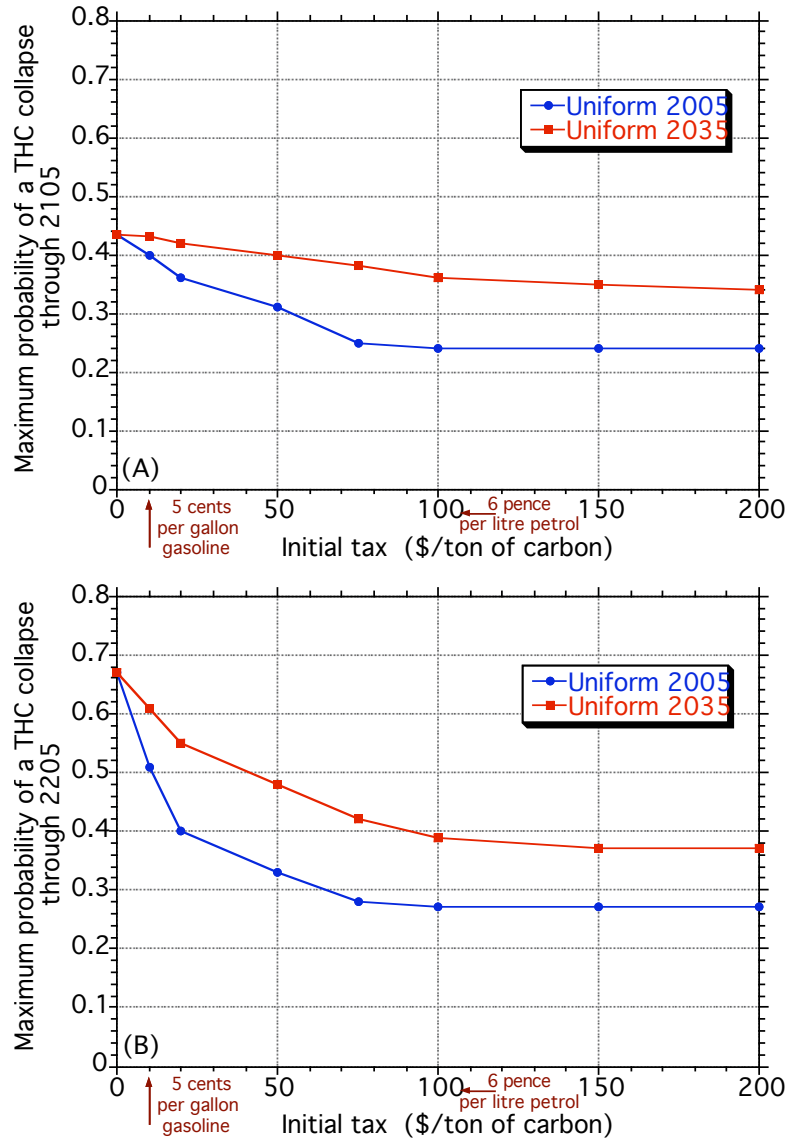 0.8
0.7
0.6
0.5
0.4
0.3
0.2
0.1
0
Maximum probability of a THC collapse
through 2105
Uniform 2005
Uniform 2035
(A)
0 50 100 150 200
5 cents
per gallon
gasoline
6 pence
per litre petrol
Initial tax ($/ton of carbon)
0.8
0.7
0.6
0.5
0.4
0.3
0.2
0.1
0
Maximum probability of a THC collapse
through 2205
Uniform 2005
Uniform 2035
(B)
0 50 100 150 200
5 cents
per gallon
gasoline
6 pence
per litre petrol
Initial tax ($/ton of carbon)